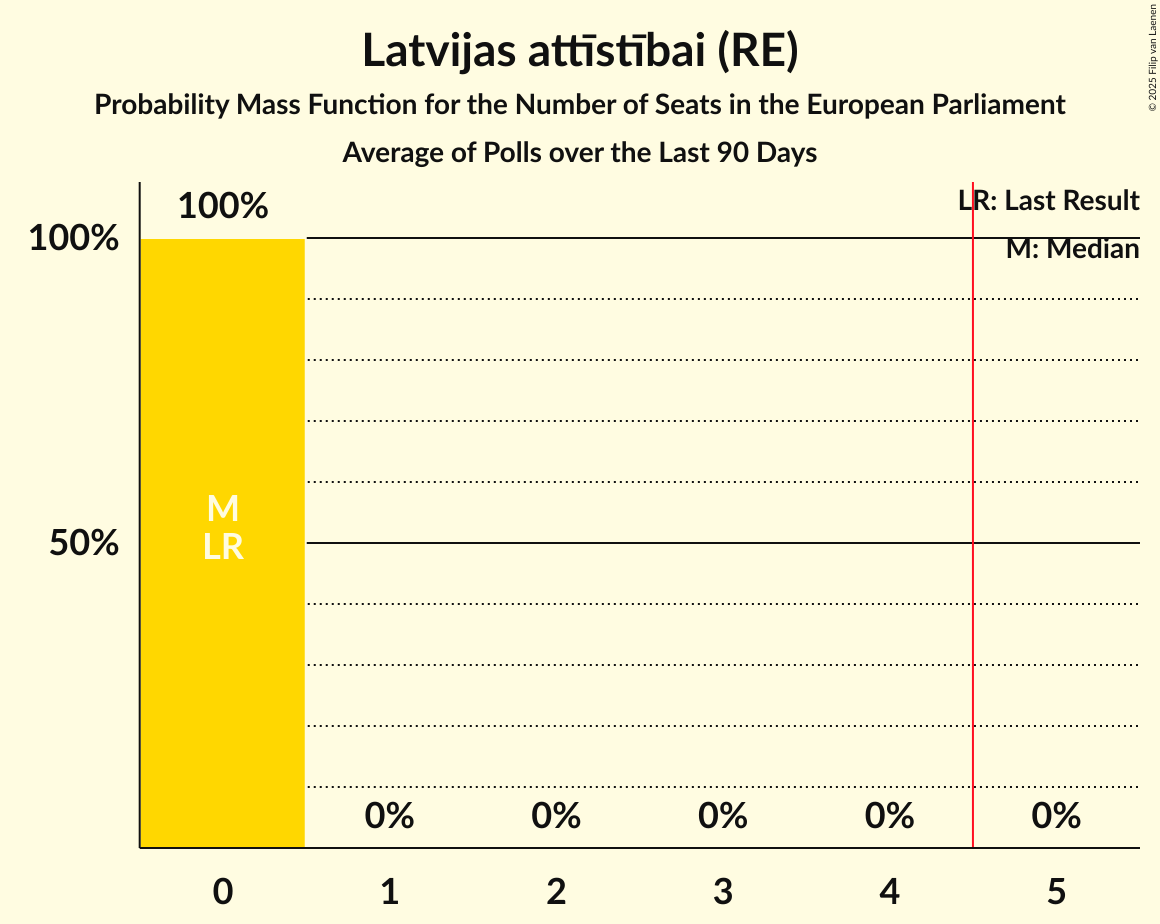 Latvijas attīstībai (RE)
Probability Mass Function for the Number of Seats in the European Parliament
Average of Polls over the Last 90 Days
© 2025 Filip van Laenen
LR: Last Result
M: Median
100%
100%
50%
M
LR
0%
0%
0%
0%
0%
0
1
2
3
4
5